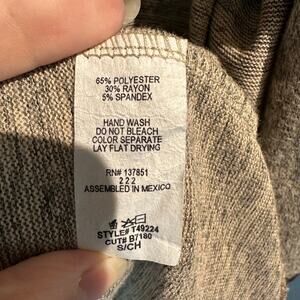 65% POLYESTER
30% RAYON
5% SPANDEX
HAND WASH
DO NOT BLEACH
COLOR SEPARATE
LAY FLAT DRYING
RN# 137851
2 2 2
ASSEMBLED IN MEXICO
STYLE# T49224
CUT# B7180
S/CH